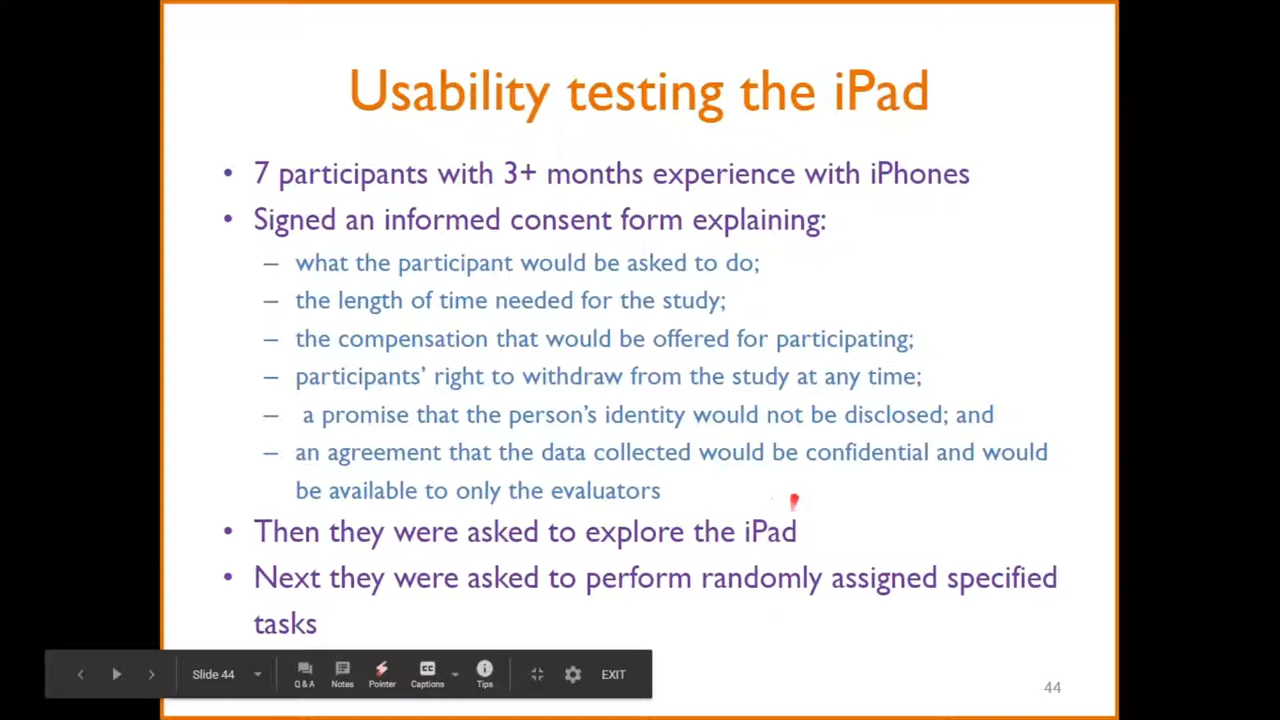 Usability testing the iPad
• 7 participants with 3+ months experience with iPhones
• Signed an informed consent form explaining:
– what the participant would be asked to do;
– the length of time needed for the study;
– the compensation that would be offered for participating;
– participants’ right to withdraw from the study at any time;
– a promise that the person’s identity would not be disclosed; and
– an agreement that the data collected would be confidential and would
be available to only the evaluators
• Then they were asked to explore the iPad
• Next they were asked to perform randomly assigned specified
tasks
Slide 44
Q & A
Notes
Pointer
CC
Captions
Tips
EXIT
44